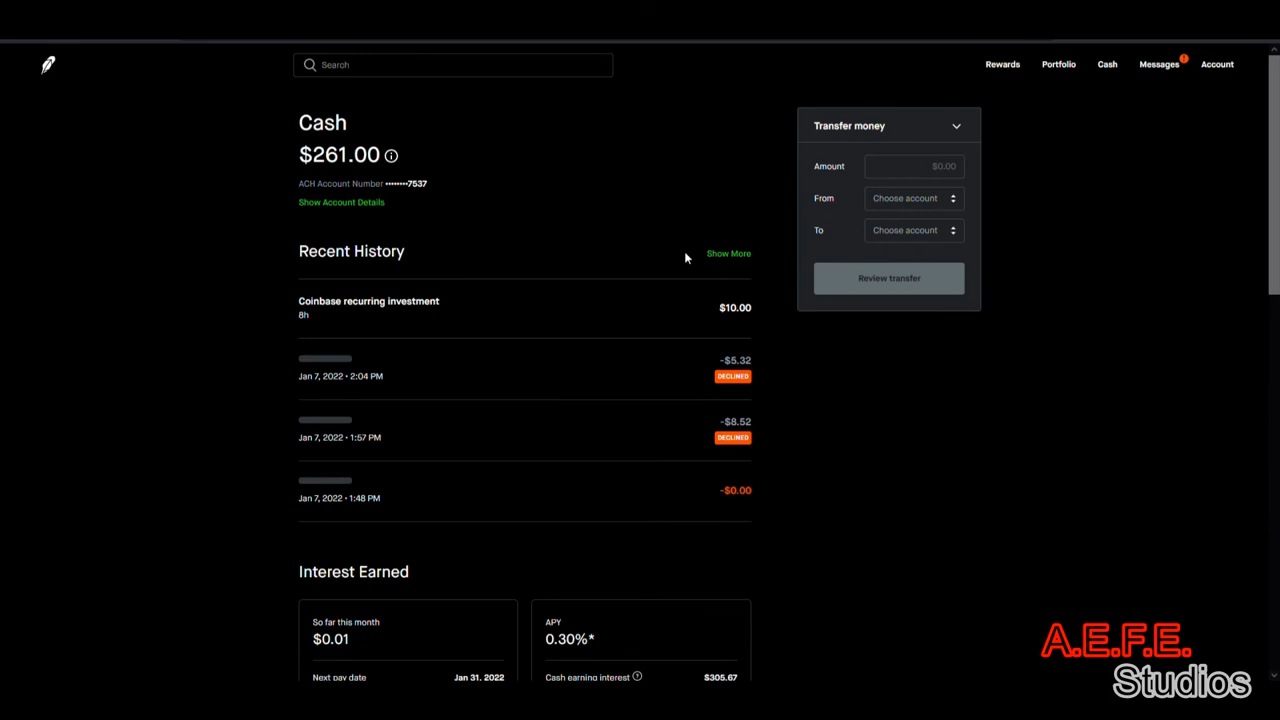 Search
Rewards
Portfolio
Cash
Messages
!
Account
Cash
$261.00
ACH Account Number ••••••••7537
Show Account Details
Recent History
Show More
Coinbase recurring investment
8h
$10.00
-$5.32
Jan 7, 2022 • 2:04 PM
DECLINED
-$8.52
Jan 7, 2022 • 1:57 PM
DECLINED
Jan 7, 2022 • 1:48 PM
-$0.00
Interest Earned
So far this month
$0.01
Next pay date
Jan 31, 2022
APY
0.30%*
Cash earning interest
$305.67
Transfer money
Amount
$0.00
From
Choose account
To
Choose account
Review transfer
A.E.F.E.
Studios